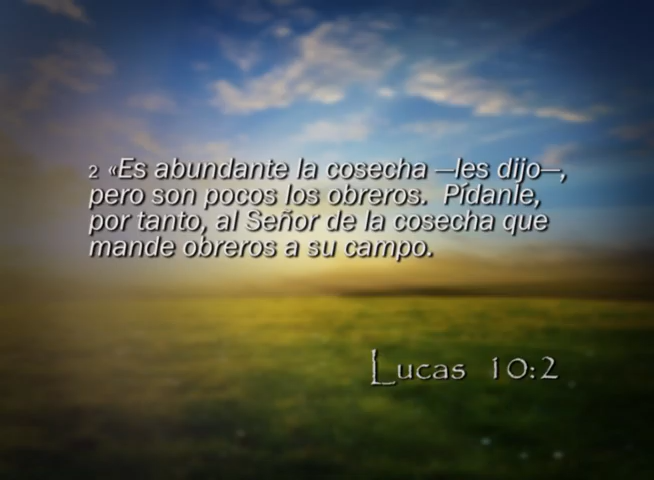 2 «Es abundante la cosecha —les dijo—,
pero son pocos los obreros. Pídanle,
por tanto, al Señor de la cosecha que
mande obreros a su campo.
Lucas 10:2